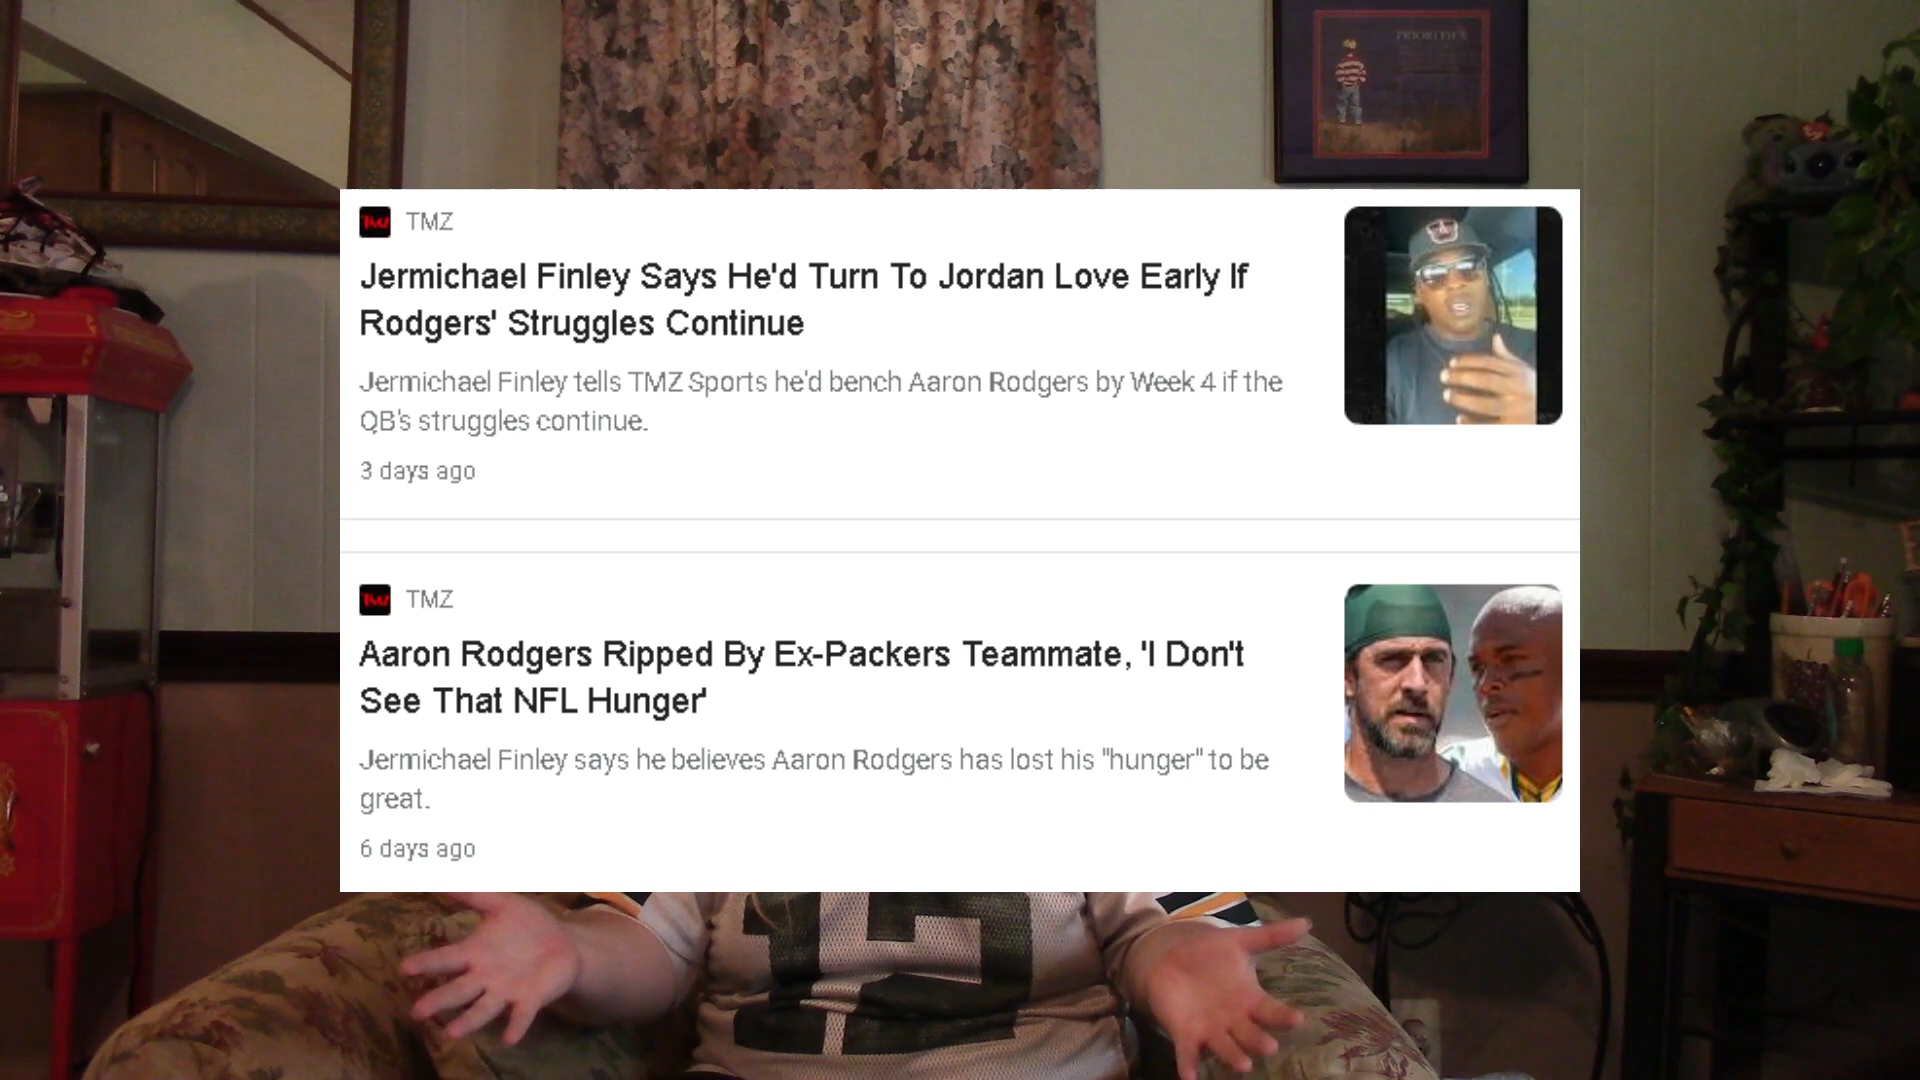 PRIORITIES
TMZ TMZ
Jermichael Finley Says He'd Turn To Jordan Love Early If
Rodgers' Struggles Continue
Jermichael Finley tells TMZ Sports he'd bench Aaron Rodgers by Week 4 if the
QB's struggles continue.
3 days ago
TMZ TMZ
Aaron Rodgers Ripped By Ex-Packers Teammate, 'I Don't
See That NFL Hunger'
Jermichael Finley says he believes Aaron Rodgers has lost his "hunger" to be
great.
6 days ago